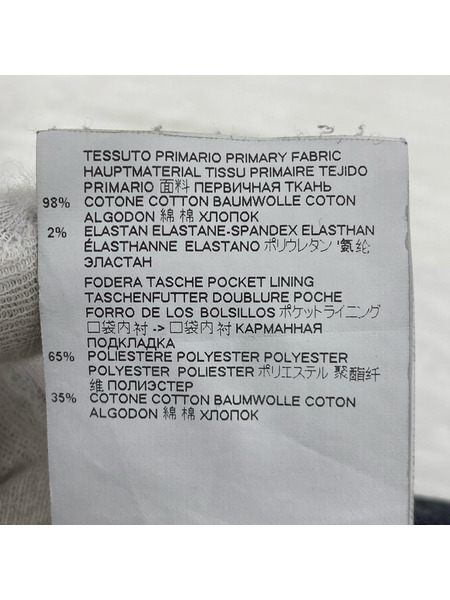 TESSUTO PRIMARIO PRIMARY FABRIC
HAUPTMATERIAL TISSU PRIMAIRE TEJIDO
PRIMARIO 面料 ПЕРВИЧНАЯ ТКАНЬ
98% COTONE COTTON BAUMWOLLE COTON
ALGODON 綿 棉 ХЛОПОК
2% ELASTAN ELASTANE-SPANDEX ELASTHAN
ÉLASTHANNE ELASTANO ポリウレタン '氨纶
ЭЛАСТАН
FODERA TASCHE POCKET LINING
TASCHENFUTTER DOUBLURE POCHE
FORRO DE LOS BOLSILLOS ポケットライニング
口袋内衬 -> 口袋内衬 КАРМАННАЯ
ПОДКЛАДКА
65% POLIESTERE POLYESTER POLYESTER
POLYESTER POLIESTER ポリエステル 聚酯纤
维 ПОЛИЭСТЕР
35% COTONE COTTON BAUMWOLLE COTON
ALGODON 綿 棉 ХЛОПОК